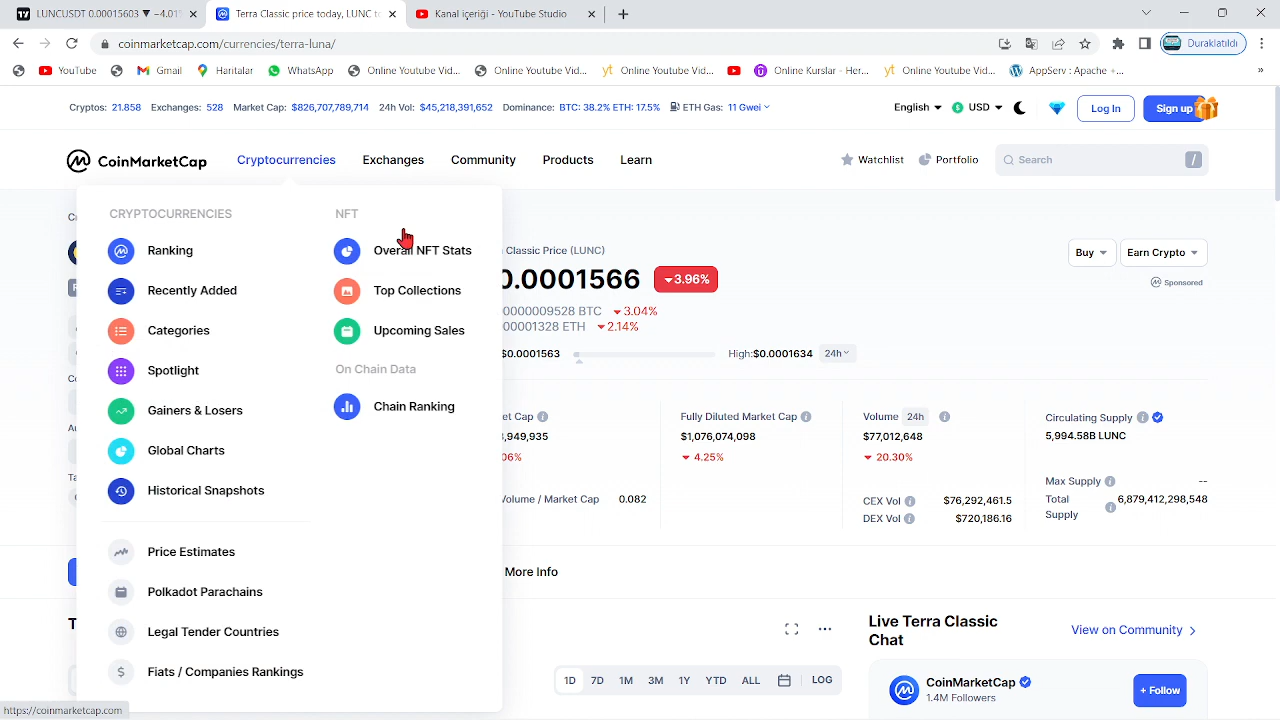 LUNCUSDT 0.00015603 ▼ −4.01
Terra Classic price today, LUNC to
Kanal içeriği - YouTube Studio
coinmarketcap.com/currencies/terra-luna/
Duraklatıldı
YouTube
Gmail
Haritalar
WhatsApp
Online Youtube Vid...
Online Youtube Vid...
Online Youtube Vid...
Online Kurslar - Her...
Online Youtube Vid...
AppServ : Apache +...
»
Cryptos: 21.858 Exchanges: 528 Market Cap: $826,707,789,714 24h Vol: $45,218,391,652 Dominance: BTC: 38.2% ETH: 17.5% ETH Gas: 11 Gwei
English USD Log In Sign up
CoinMarketCap Cryptocurrencies Exchanges Community Products Learn
Watchlist Portfolio Search /
CRYPTOCURRENCIES
Ranking
Recently Added
Categories
Spotlight
Gainers & Losers
Global Charts
Historical Snapshots
Price Estimates
Polkadot Parachains
Legal Tender Countries
Fiats / Companies Rankings
NFT
Overall NFT Stats
Top Collections
Upcoming Sales
On Chain Data
Chain Ranking
Classic Price (LUNC)
0.0001566 3.96%
0000009528 BTC 3.04%
00001328 ETH 2.14%
$0.0001563 High:$0.0001634 24h
Buy Earn Crypto
Sponsored
et Cap
,949,935
06%
Volume / Market Cap 0.082
Fully Diluted Market Cap
$1,076,074,098
4.25%
Volume 24h
$77,012,648
20.30%
CEX Vol $76,292,461.5
DEX Vol $720,186.16
Circulating Supply
5,994.58B LUNC
Max Supply --
Total Supply 6,879,412,298,548
More Info
1D 7D 1M 3M 1Y YTD ALL LOG
Live Terra Classic
Chat
View on Community
CoinMarketCap
1.4M Followers
+ Follow
https://coinmarketcap.com